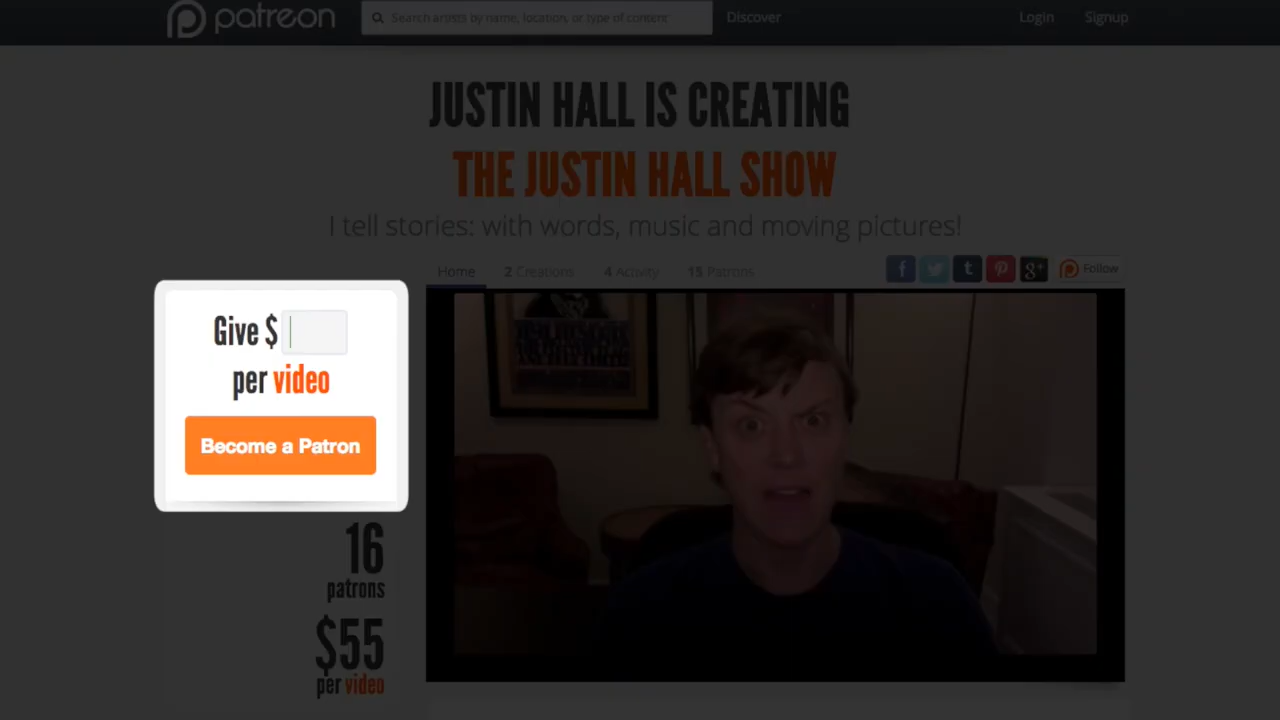 patreon
Search artists by name, location, or type of content
Discover
Login
Signup
JUSTIN HALL IS CREATING
THE JUSTIN HALL SHOW
I tell stories: with words, music and moving pictures!
Home
2 Creations
4 Activity
15 Patrons
f
t
g+
Follow
Give $
per video
Become a Patron
16
patrons
$55
per video